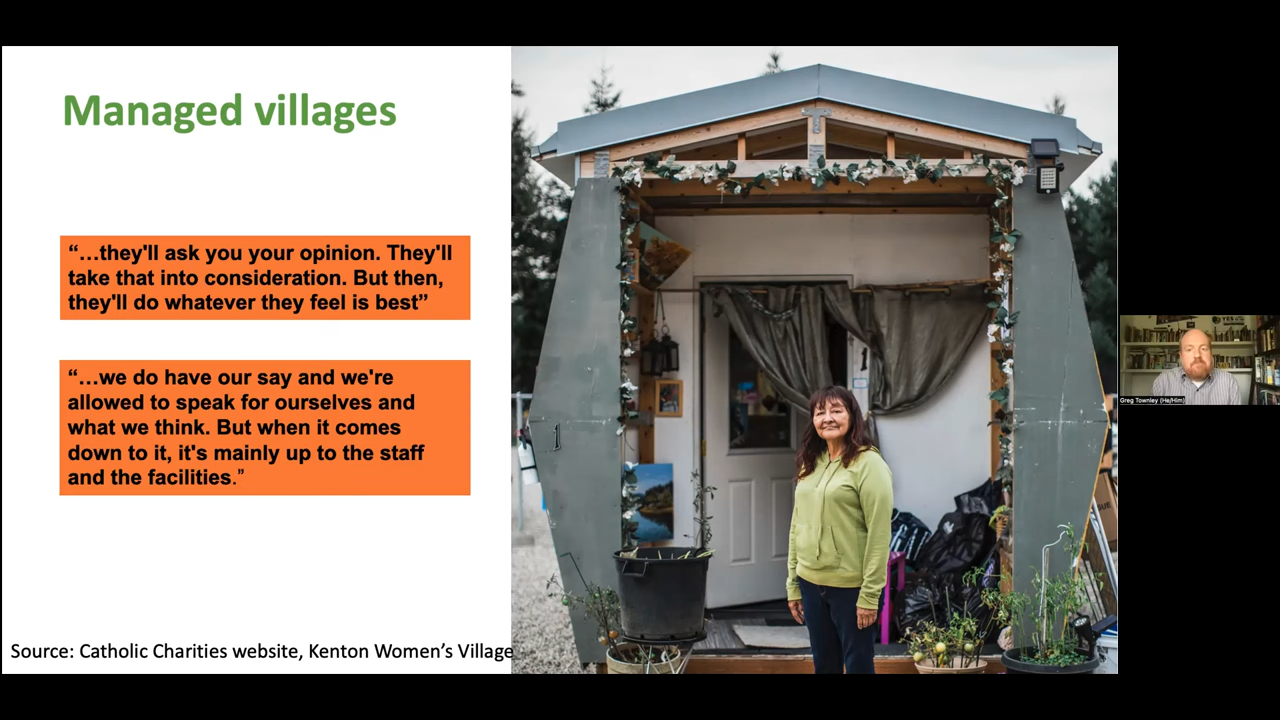 Managed villages
“…they'll ask you your opinion. They'll
take that into consideration. But then,
they'll do whatever they feel is best”
“…we do have our say and we're
allowed to speak for ourselves and
what we think. But when it comes
down to it, it's mainly up to the staff
and the facilities.”
Source: Catholic Charities website, Kenton Women’s Village
1
1
Greg Townley (He/Him)